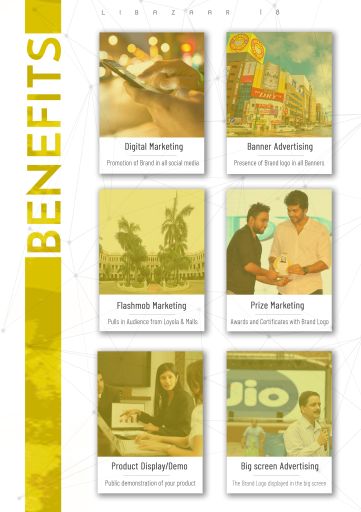 LIBAZAAR 18
BENEFITS
Digital Marketing
Promotion of Brand in all social media
Banner Advertising
Presence of Brand logo in all Banners
Flashmob Marketing
Pulls in Audience from Loyola & Malls
Prize Marketing
Awards and Certificates with Brand Logo
Product Display/Demo
Public demonstration of your product
Jio
Big screen Advertising
The Brand Logo displayed in the big screen